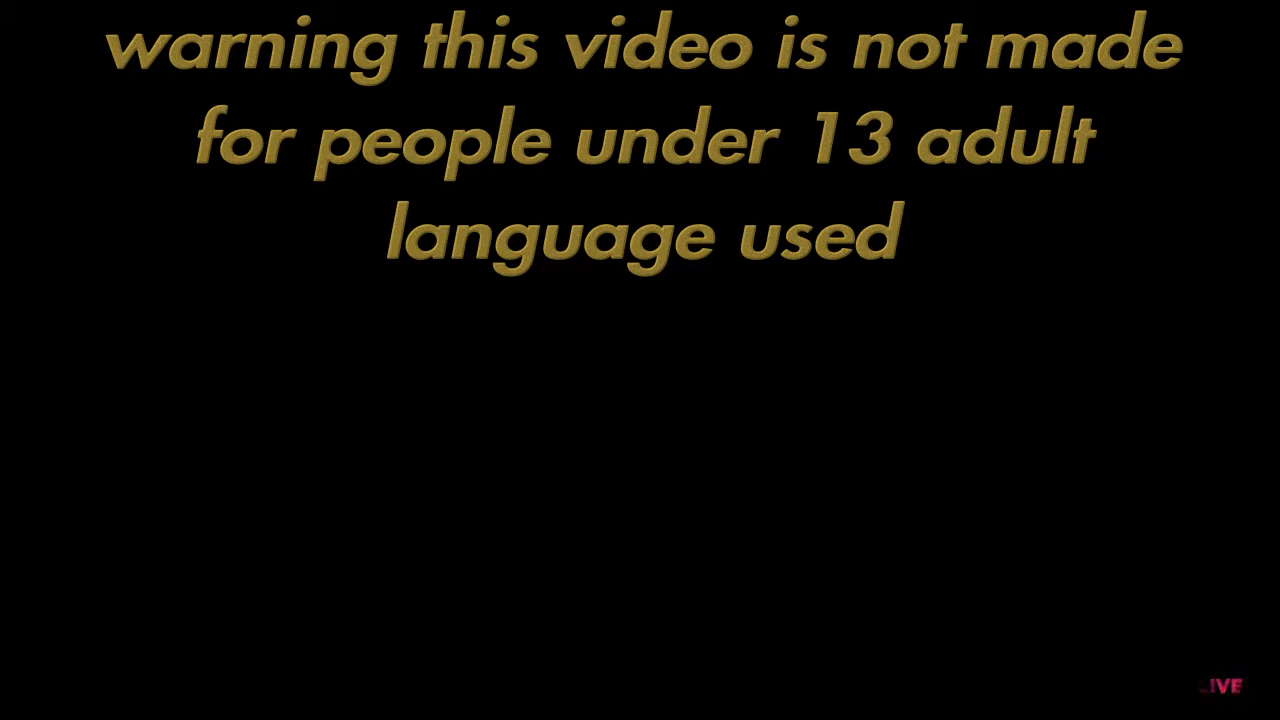 warning this video is not made
for people under 13 adult
language used